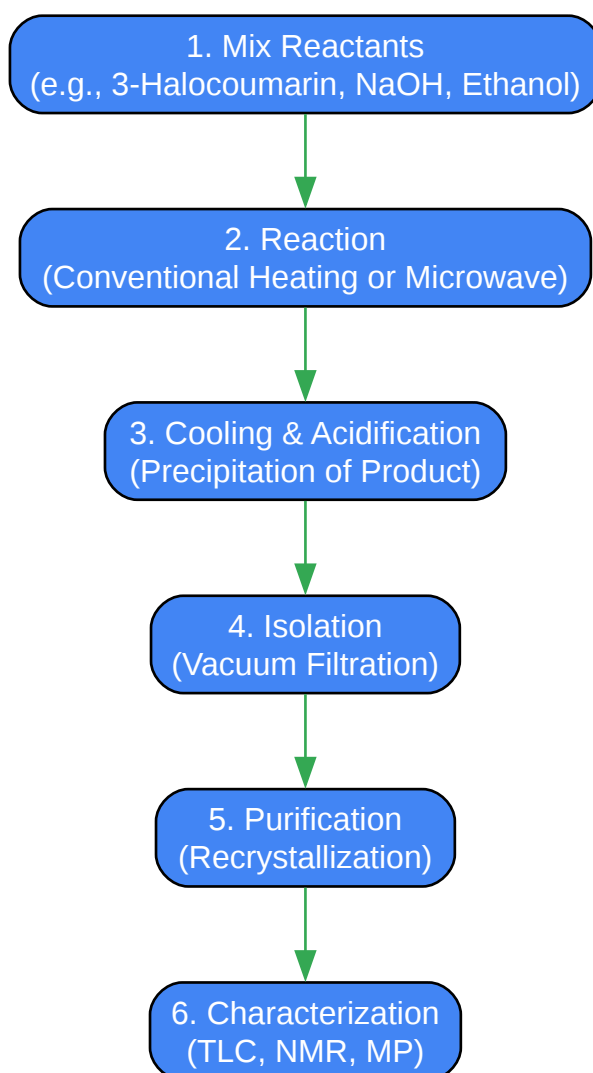 1. Mix Reactants
(e.g., 3-Halocoumarin, NaOH, Ethanol)
2. Reaction
(Conventional Heating or Microwave)
3. Cooling & Acidification
(Precipitation of Product)
4. Isolation
(Vacuum Filtration)
5. Purification
(Recrystallization)
6. Characterization
(TLC, NMR, MP)